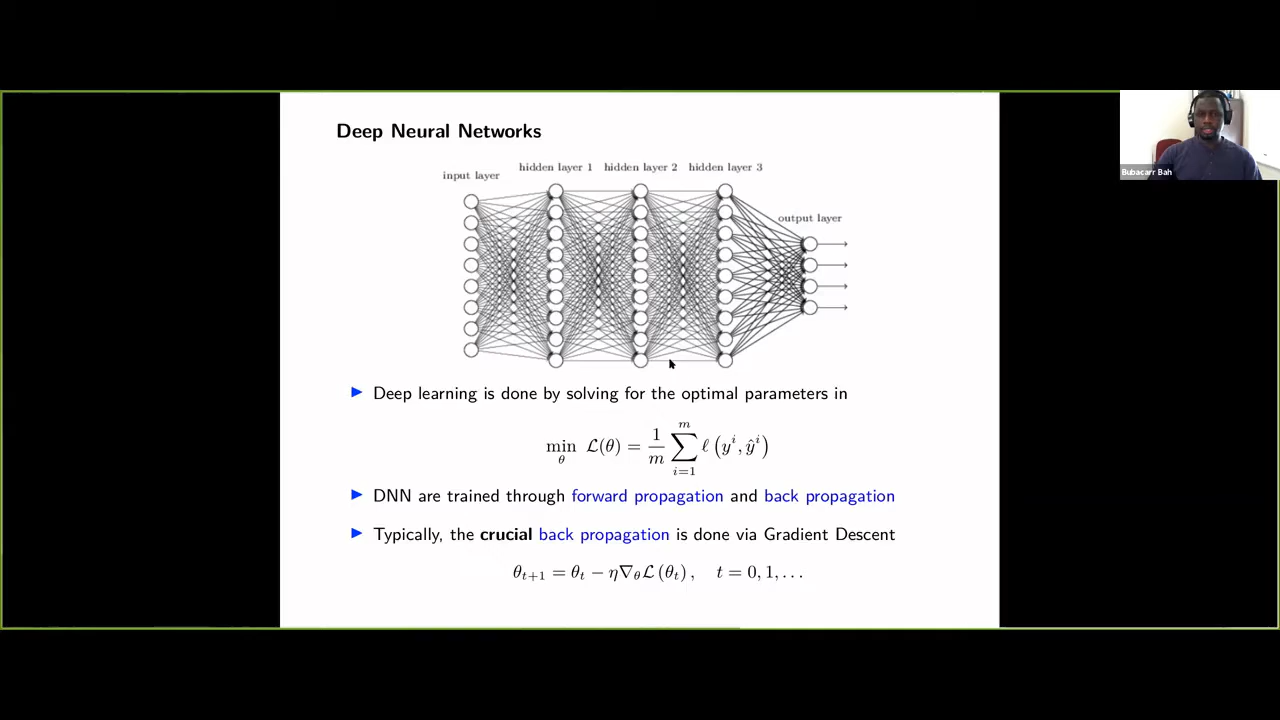 Deep Neural Networks
hidden layer 1 hidden layer 2 hidden layer 3
input layer
output layer
Bubacarr Bah
▶ Deep learning is done by solving for the optimal parameters in
min_θ ℒ(θ) = 1/m ∑_{i=1}^{m} ℓ (y^i, ŷ^i)
▶ DNN are trained through forward propagation and back propagation
▶ Typically, the crucial back propagation is done via Gradient Descent
θ_{t+1} = θ_t − η∇_θ ℒ (θ_t) , t = 0, 1, . . .